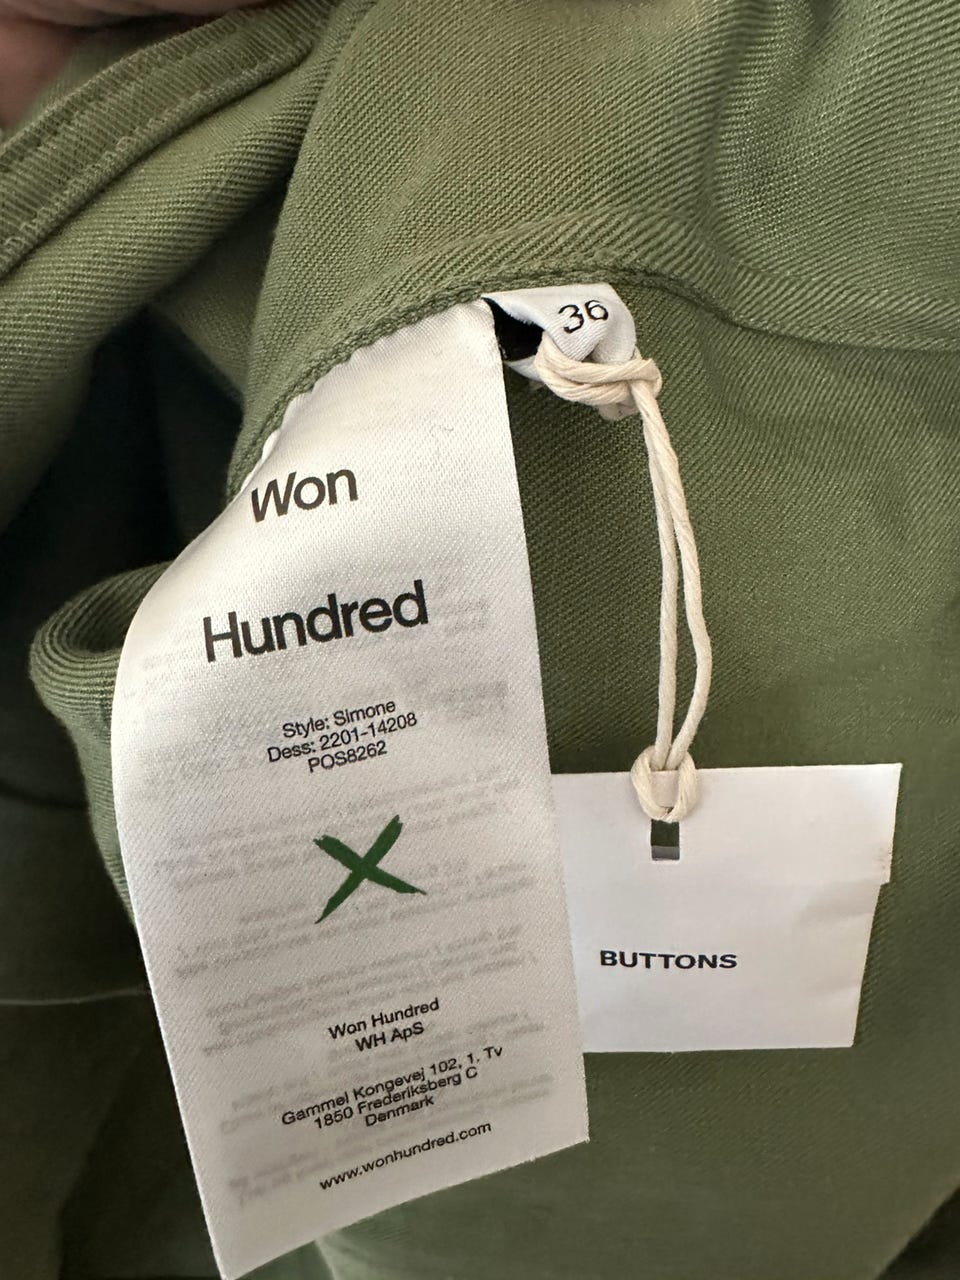 36
Won
Hundred
Style: Simone
Dess: 2201-14208
POS8262
Won Hundred
WH ApS
Gammel Kongevej 102, 1. Tv
1850 Frederiksberg C
Denmark
www.wonhundred.com
BUTTONS